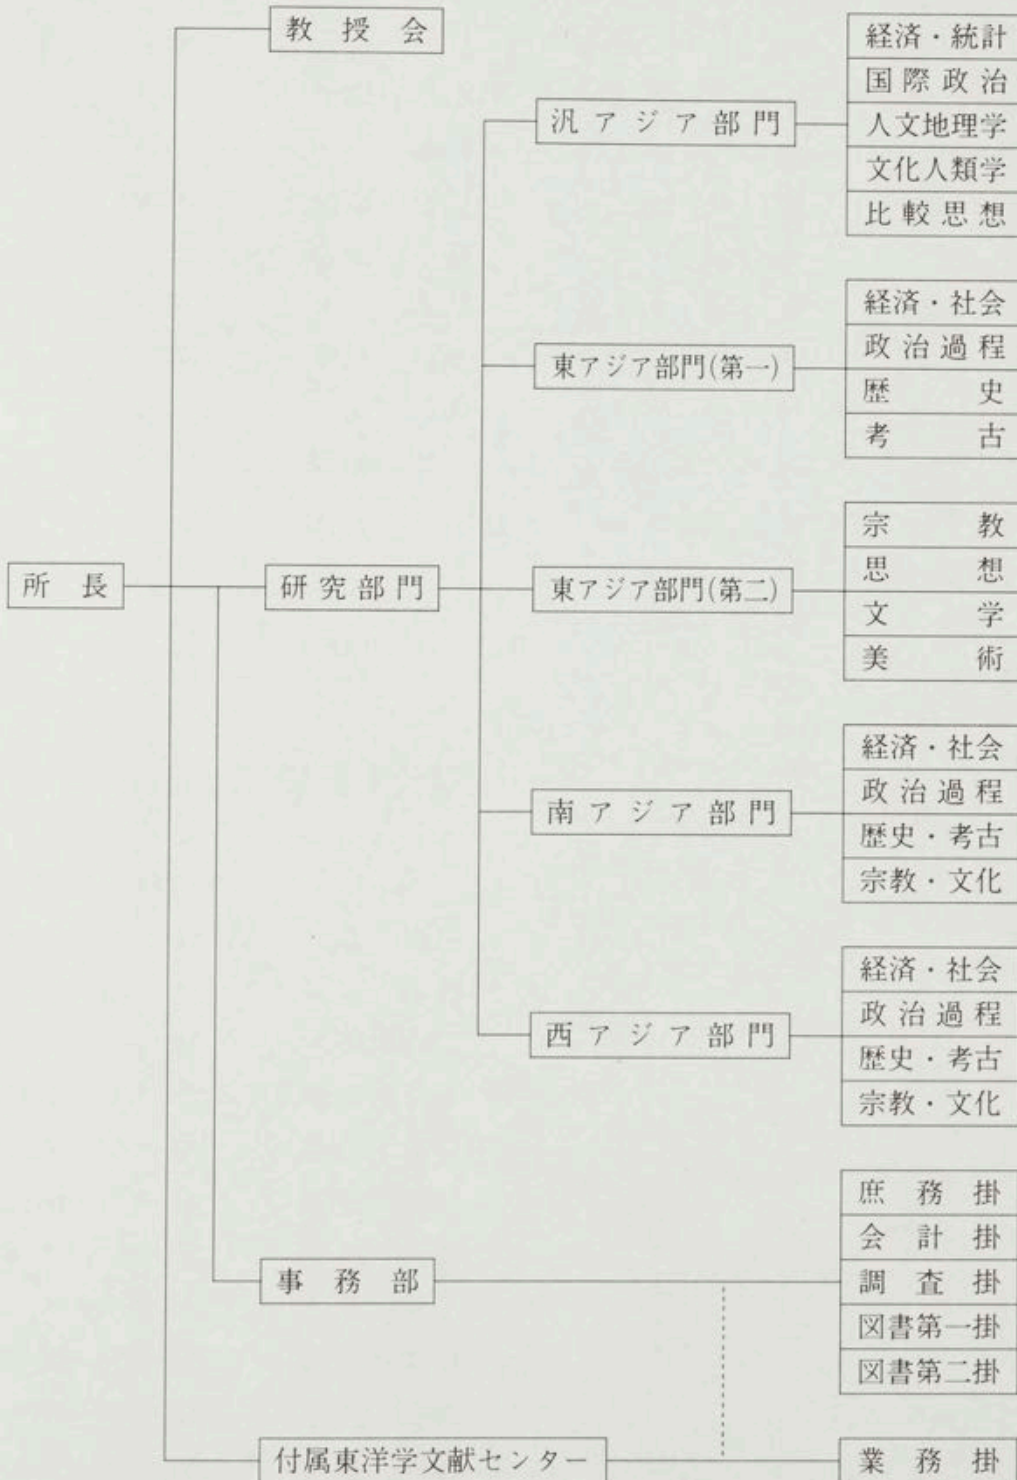 教授会
汎アジア部門
経済・統計
国際政治
人文地理学
文化人類学
比較思想
東アジア部門(第一)
経済・社会
政治過程
歴史
考古
所長
研究部門
東アジア部門(第二)
宗教
思想
文学
美術
南アジア部門
経済・社会
政治過程
歴史・考古
宗教・文化
西アジア部門
経済・社会
政治過程
歴史・考古
宗教・文化
事務部
庶務掛
会計掛
調査掛
図書第一掛
図書第二掛
付属東洋学文献センター
業務掛